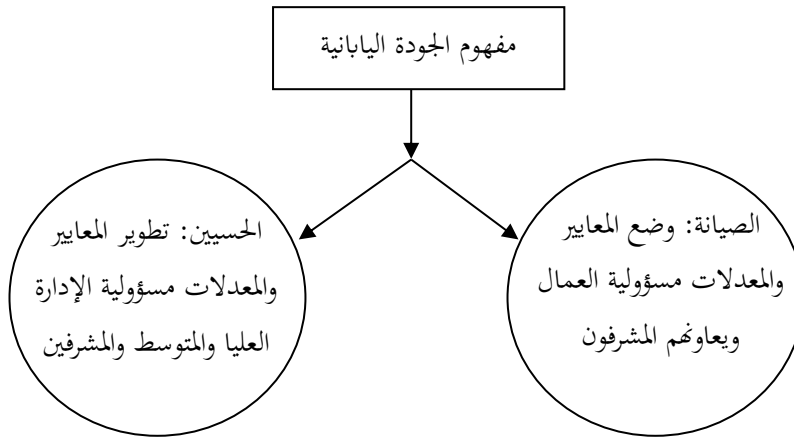 مفهوم الجودة اليابانية
الصيانة: وضع المعايير
والمعدلات مسؤولية العمال
ويعاونهم المشرفون
الحسيين: تطوير المعايير
والمعدلات مسؤولية الإدارة
العليا والمتوسط والمشرفين